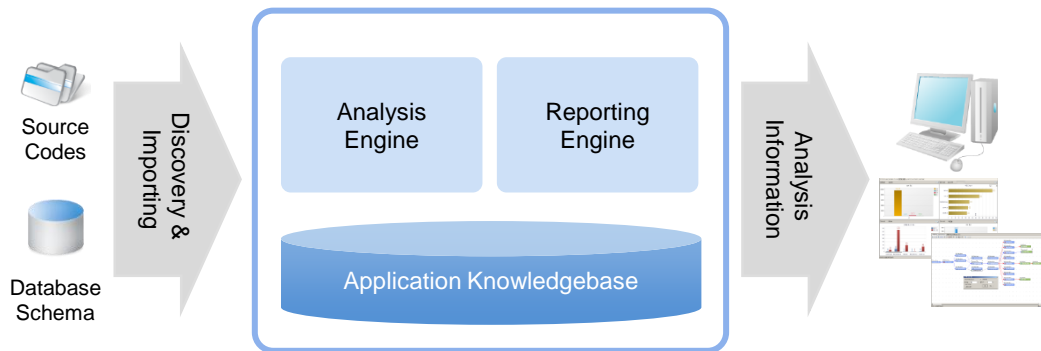 Source
Codes
Database
Schema
Discovery &
Importing
Analysis
Engine
Reporting
Engine
Application Knowledgebase
Analysis
Information